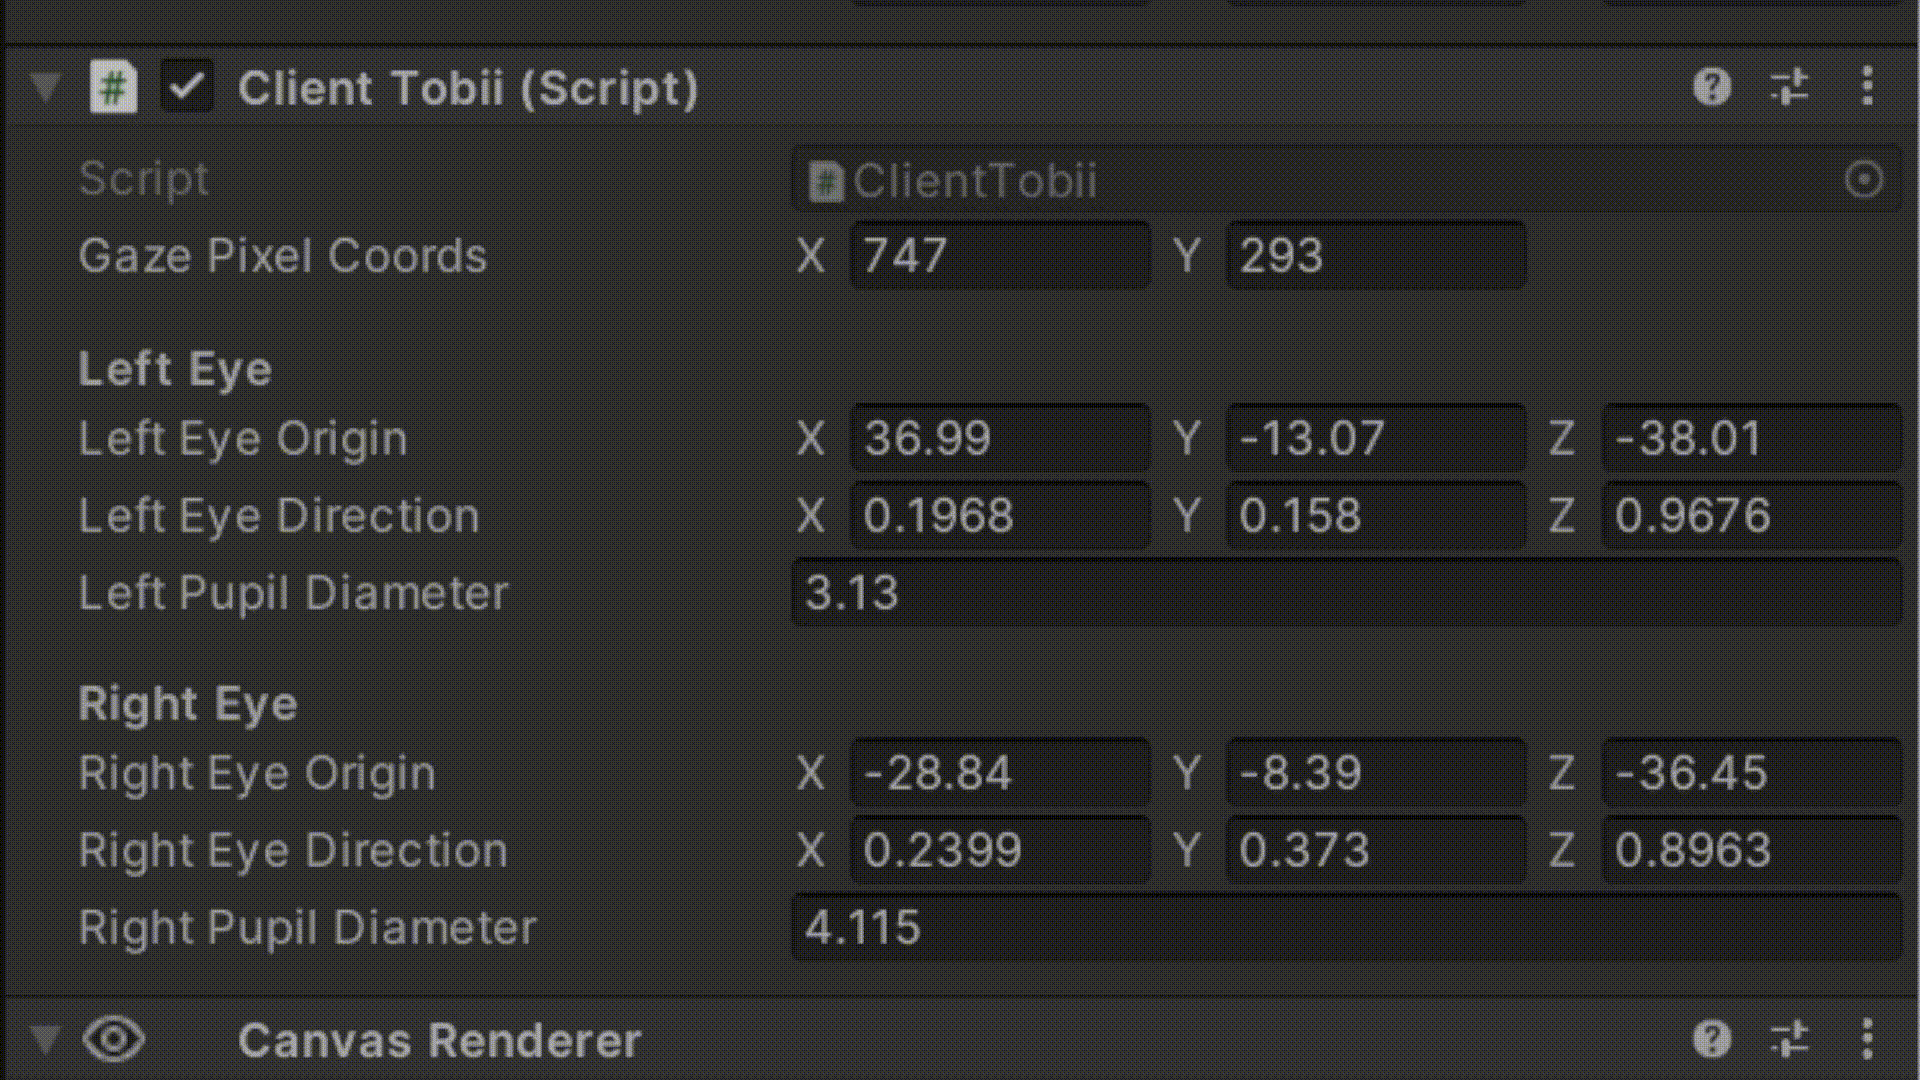 Client Tobii (Script)
Script # ClientTobii
Gaze Pixel Coords X 747 Y 293
Left Eye
Left Eye Origin X 36.99 Y -13.07 Z -38.01
Left Eye Direction X 0.1968 Y 0.158 Z 0.9676
Left Pupil Diameter 3.13
Right Eye
Right Eye Origin X -28.84 Y -8.39 Z -36.45
Right Eye Direction X 0.2399 Y 0.373 Z 0.8963
Right Pupil Diameter 4.115
Canvas Renderer